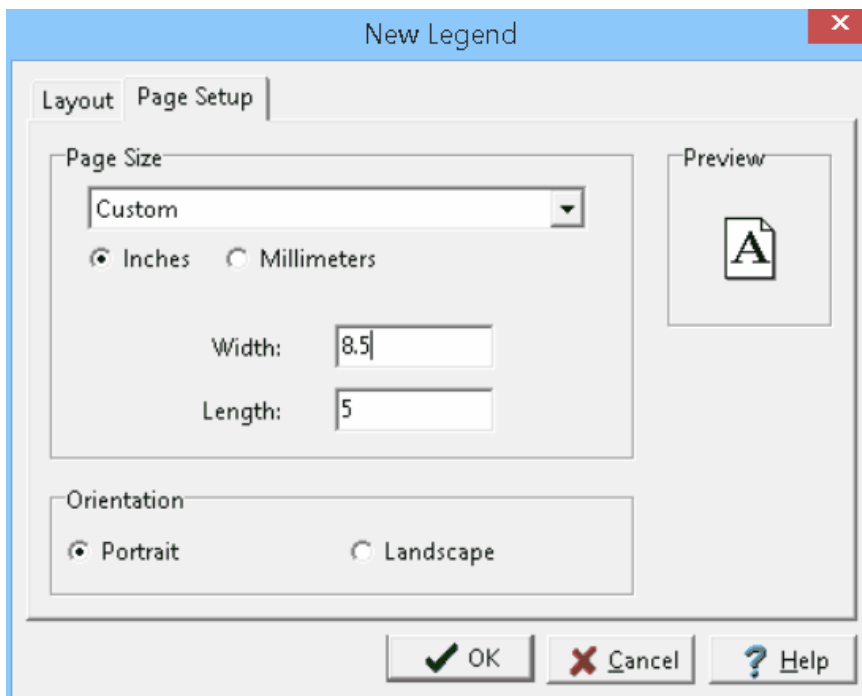 New Legend
Layout Page Setup
Page Size
Preview
Custom
A
Inches Millimeters
Width: 8.5
Length: 5
Orientation
Portrait Landscape
OK Cancel Help